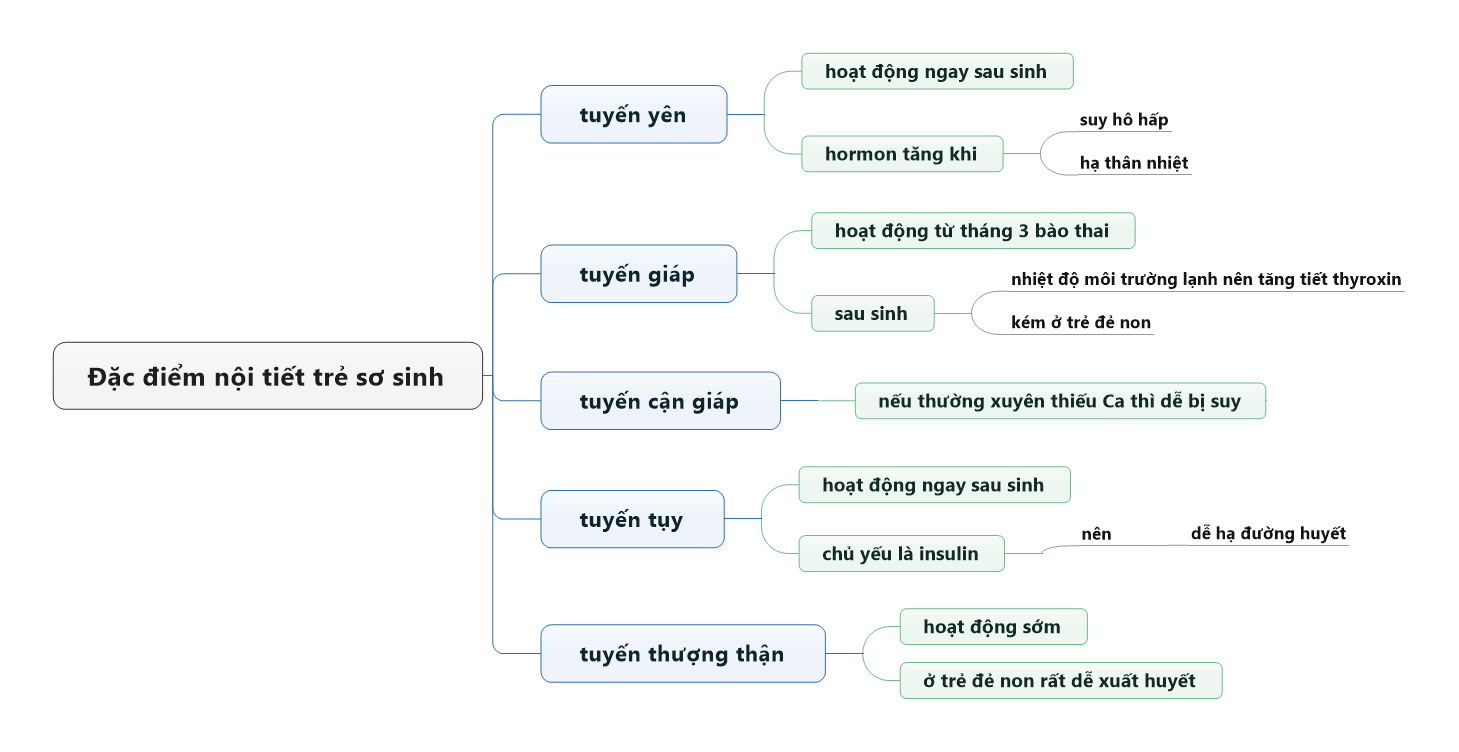 Đặc điểm nội tiết trẻ sơ sinh
tuyến yên
hoạt động ngay sau sinh
hormon tăng khi
suy hô hấp
hạ thân nhiệt
tuyến giáp
hoạt động từ tháng 3 bào thai
sau sinh
nhiệt độ môi trường lạnh nên tăng tiết thyroxin
kém ở trẻ đẻ non
tuyến cận giáp
nếu thường xuyên thiếu Ca thì dễ bị suy
tuyến tụy
hoạt động ngay sau sinh
chủ yếu là insulin
nên
dễ hạ đường huyết
tuyến thượng thận
hoạt động sớm
ở trẻ đẻ non rất dễ xuất huyết